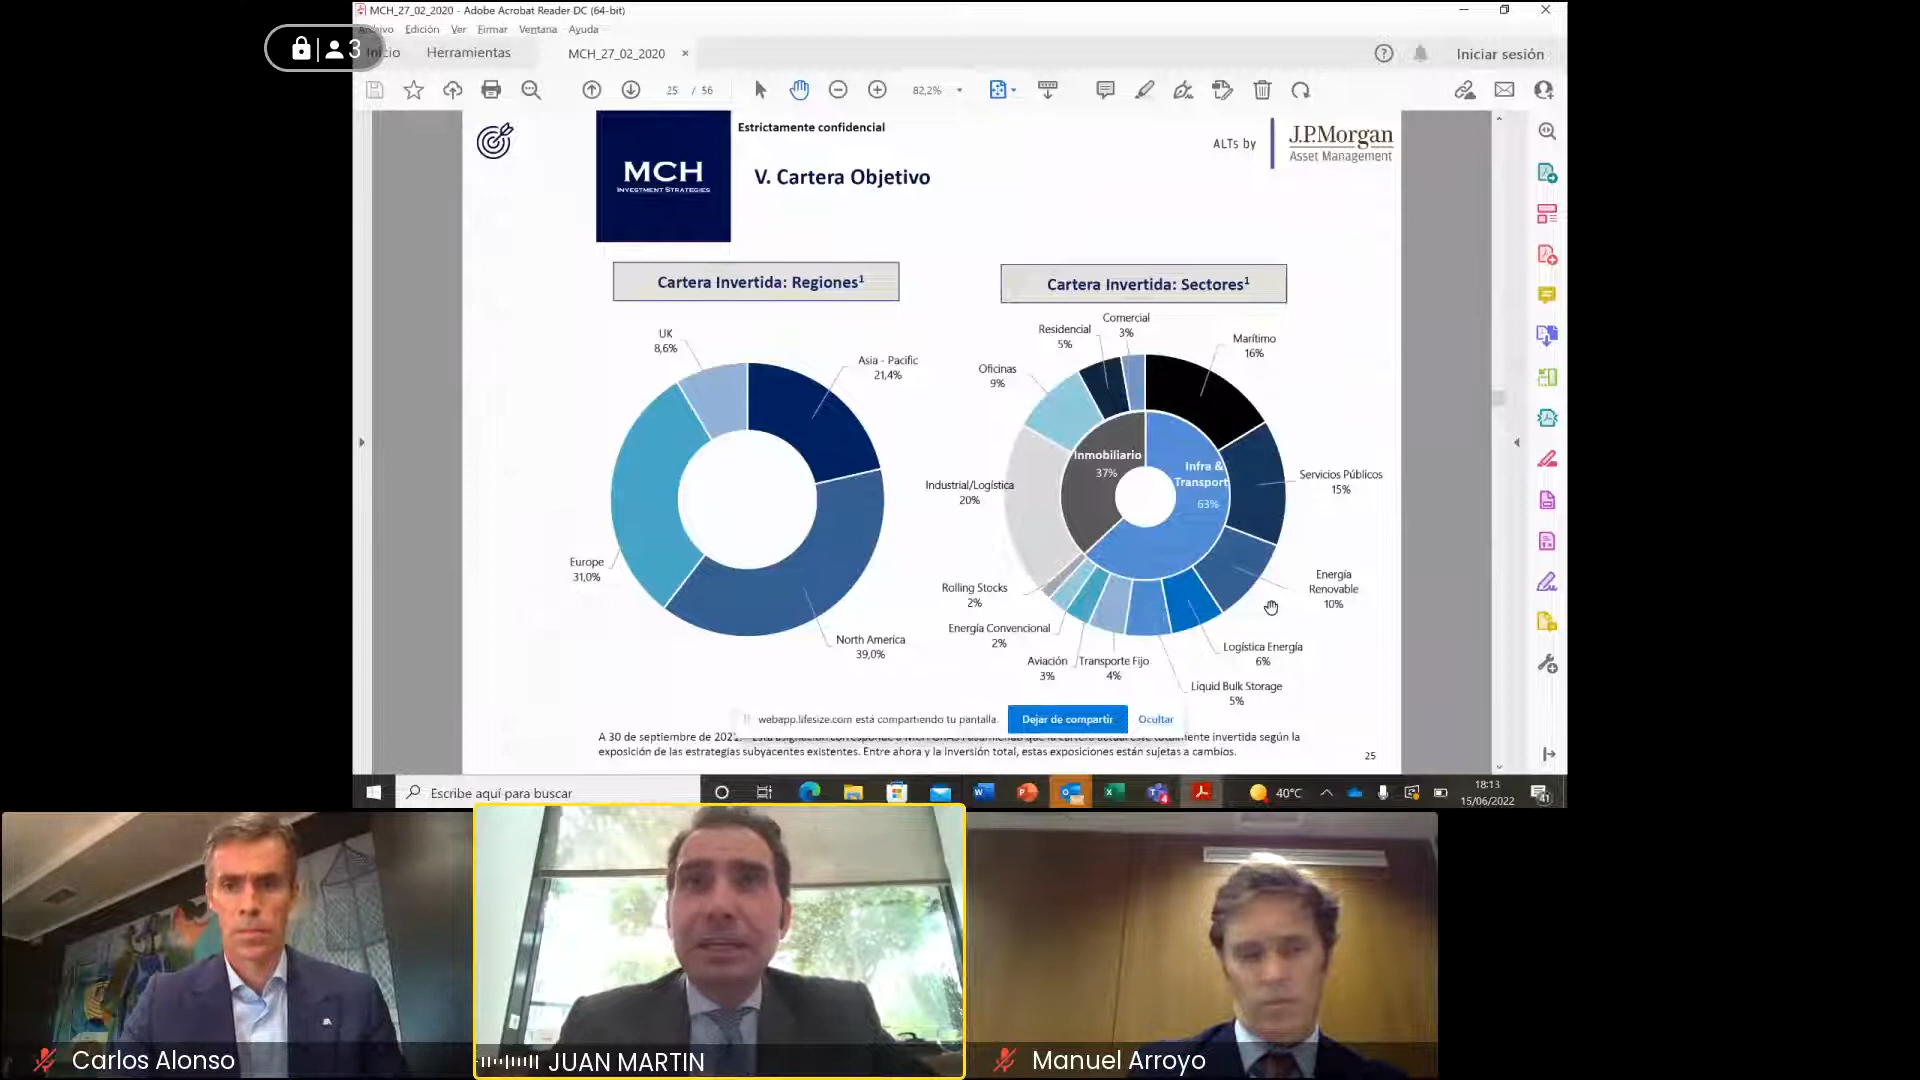 MCH_27_02_2020 - Adobe Acrobat Reader DC (64-bit)
Archivo Edición Ver Firmar Ventana Ayuda
3
Inicio Herramientas MCH_27_02_2020 × Iniciar sesión
25 / 56 82,2%
Estrictamente confidencial
MCH
INVESTMENT STRATEGIES
V. Cartera Objetivo
ALTs by
J.P.Morgan
Asset Management
Cartera Invertida: Regiones¹
UK
8,6%
Asia - Pacific
21,4%
Europe
31,0%
North America
39,0%
Cartera Invertida: Sectores¹
Comercial
3%
Residencial
5%
Marítimo
16%
Oficinas
9%
Inmobiliario
37%
Infra &
Transport
63%
Servicios Públicos
15%
Industrial/Logística
20%
Energía
Renovable
10%
Rolling Stocks
2%
Energía Convencional
2%
Logística Energía
6%
Aviación
3%
Transporte Fijo
4%
Liquid Bulk Storage
5%
webapp.lifesize.com está compartiendo tu pantalla. Dejar de compartir Ocultar
A 30 de septiembre de totalmente invertida según la
exposición de las estrategias subyacentes existentes. Entre ahora y la inversión total, estas exposiciones están sujetas a cambios.
25
Escribe aquí para buscar
40°C
18:13
15/06/2022
41
Carlos Alonso
JUAN MARTIN
Manuel Arroyo